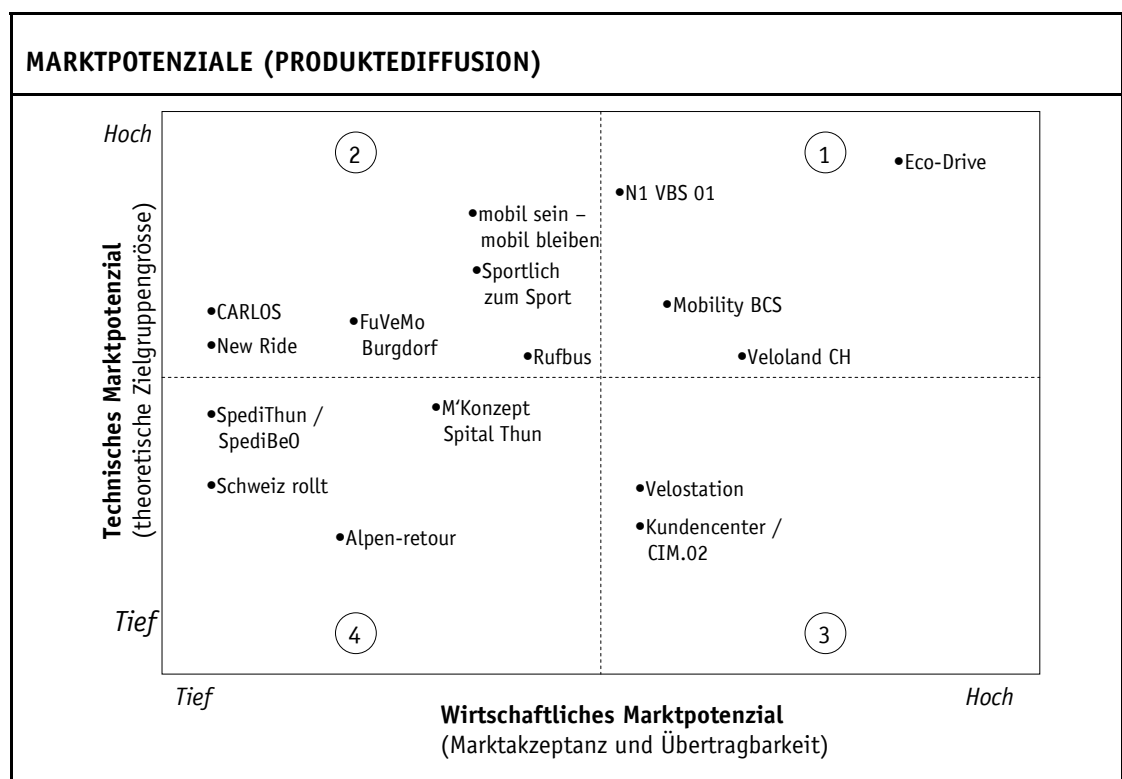 MARKTPOTENZIALE (PRODUKTEDIFFUSION)
Hoch
2
1
•Eco-Drive
•N1 VBS 01
•mobil sein –
mobil bleiben
•Sportlich
zum Sport
•Mobility BCS
•CARLOS
•FuVeMo
Burgdorf
•New Ride
•Rufbus
•Veloland CH
Technisches Marktpotenzial
(theoretische Zielgruppengrösse)
•SpediThun /
SpediBeO
•M‘Konzept
Spital Thun
•Schweiz rollt
•Velostation
•Alpen-retour
•Kundencenter /
CIM.02
Tief
4
3
Tief
Hoch
Wirtschaftliches Marktpotenzial
(Marktakzeptanz und Übertragbarkeit)